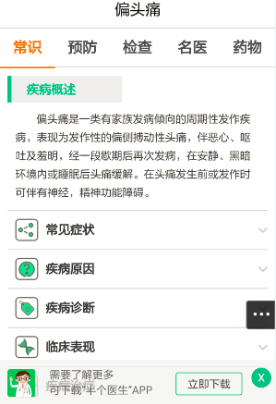 偏头痛
常识 预防 检查 名医 药物
疾病概述
偏头痛是一类有家族发病倾向的周期性发作疾
病，表现为发作性的偏侧搏动性头痛，伴恶心、呕
吐及羞明，经一段歇期后再次发病，在安静、黑暗
环境内或睡眠后头痛缓解。在头痛发生前或发作时
可伴有神经，精神功能障碍。
常见症状
疾病原因
疾病诊断
临床表现
需要了解更多
可下载“半个医生”APP
立即下载
X